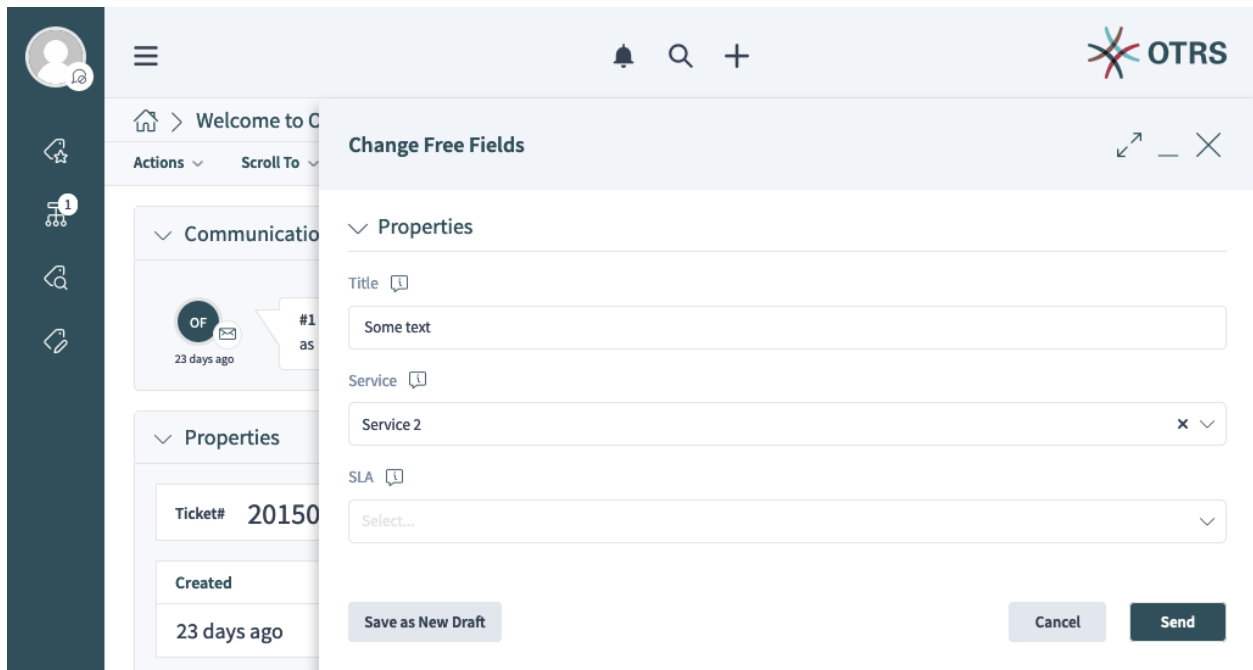 OTRS
Welcome to O
Actions
Scroll To
1
Communicatio
OF
23 days ago
#1
as
Properties
Ticket#
20150
Created
23 days ago
Change Free Fields
Properties
Title
Some text
Service
Service 2
SLA
Select...
Save as New Draft
Cancel
Send